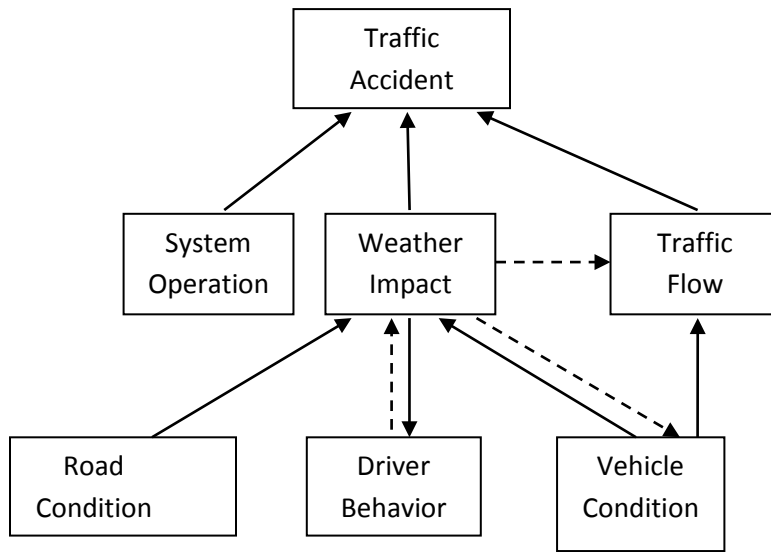 Traffic
Accident
System
Operation
Weather
Impact
Traffic
Flow
Road
Condition
Driver
Behavior
Vehicle
Condition